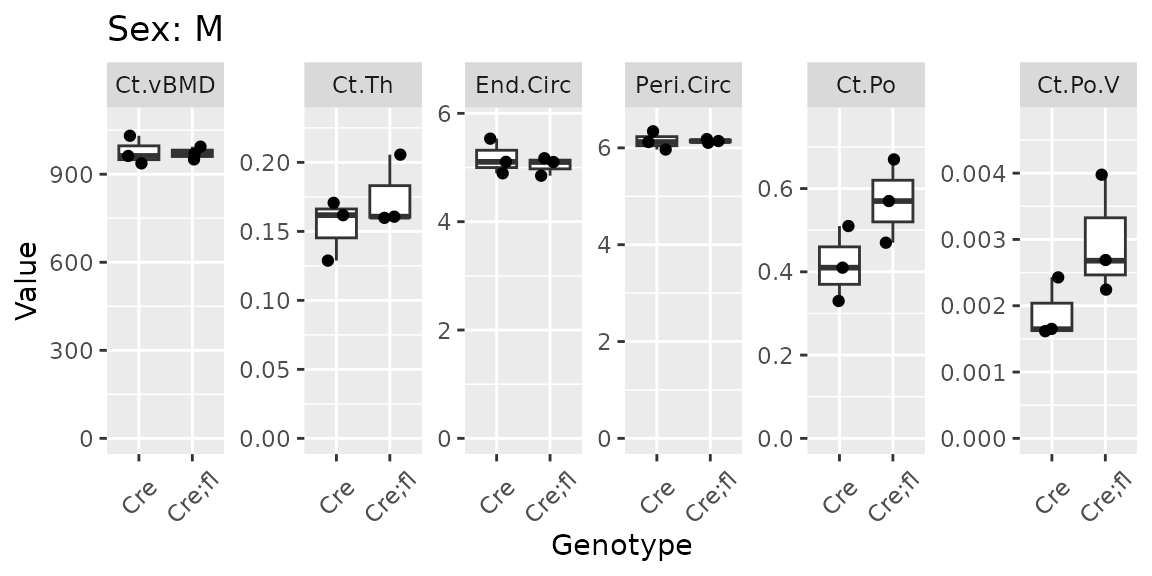 Sex: M
Ct.vBMD
Ct.Th
End.Circ
Peri.Circ
Ct.Po
Ct.Po.V
Value
900
600
300
0
0.20
0.15
0.10
0.05
0.00
6
4
2
0
6
4
2
0
0.6
0.4
0.2
0.0
0.004
0.003
0.002
0.001
0.000
Cre
Cre;fl
Cre
Cre;fl
Cre
Cre;fl
Cre
Cre;fl
Cre
Cre;fl
Cre
Cre;fl
Genotype